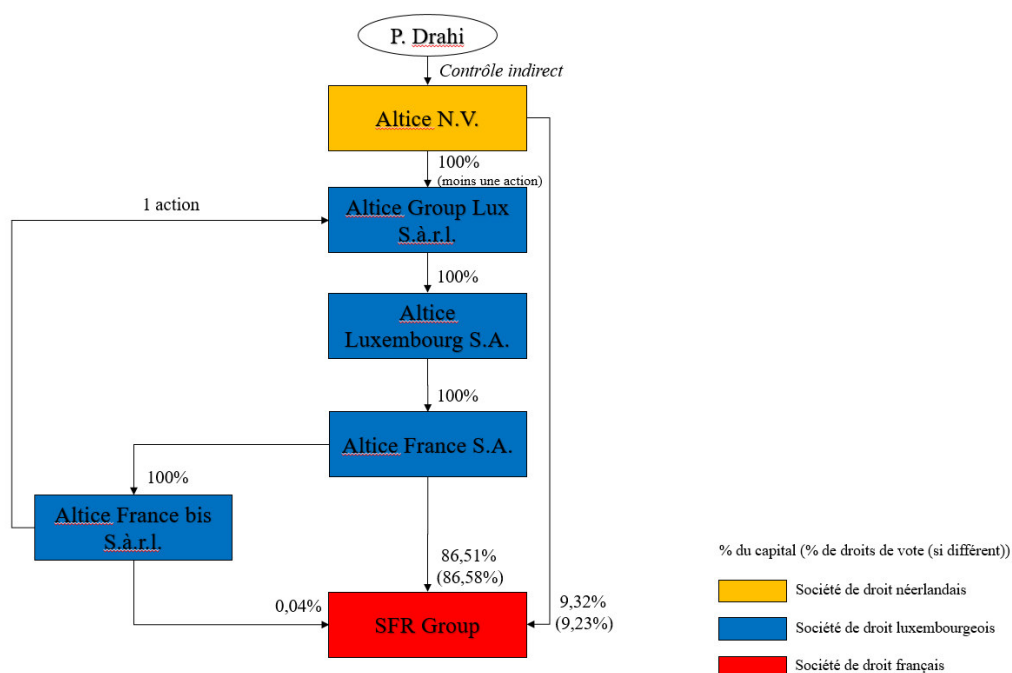 P. Drahi
Contrôle indirect
Altice N.V.
100%
(moins une action)
1 action
Altice Group Lux
S.à.r.l.
100%
Altice
Luxembourg S.A.
100%
Altice France S.A.
100%
Altice France bis
S.à.r.l.
86,51%
(86,58%)
0,04%
9,32%
(9,23%)
SFR Group
% du capital (% de droits de vote (si différent))
Société de droit néerlandais
Société de droit luxembourgeois
Société de droit français